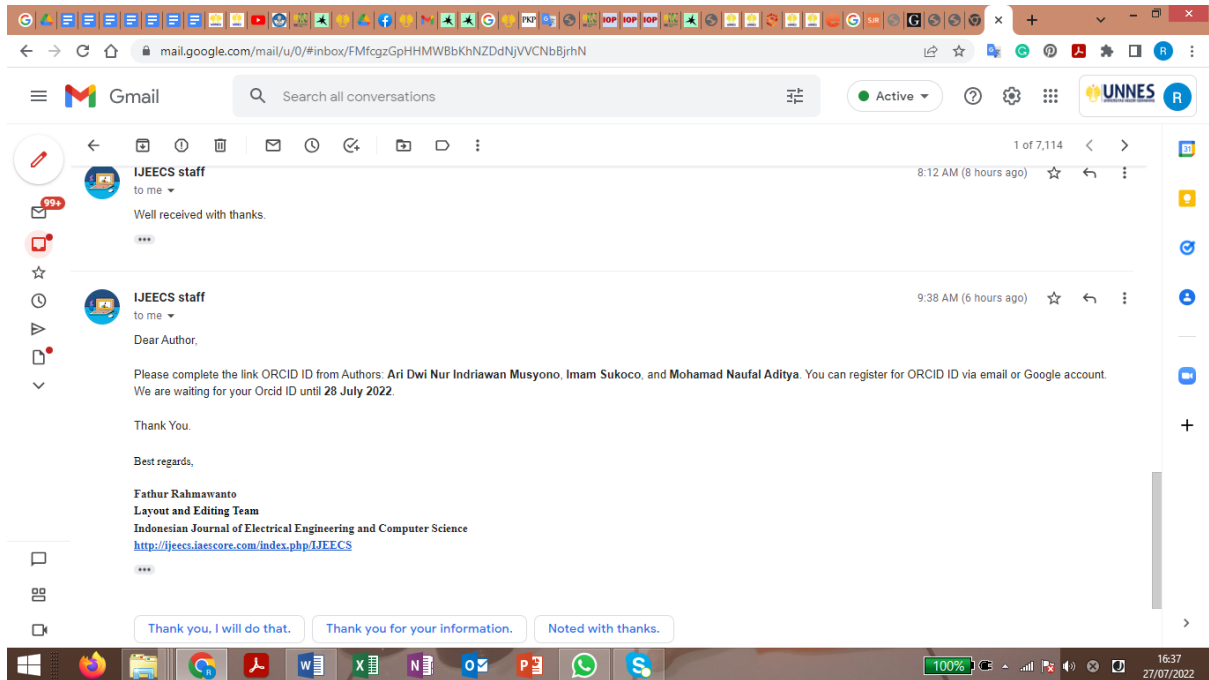 mail.google.com/mail/u/0/#inbox/FMfcgzGpHHMWBbKhNZDdNjVVCNbBjrhN
Gmail
Search all conversations
Active
UNNES
R
1 of 7,114
99+
IJEECS staff
8:12 AM (8 hours ago)
to me
Well received with thanks.
IJEECS staff
9:38 AM (6 hours ago)
to me
Dear Author,
Please complete the link ORCID ID from Authors: Ari Dwi Nur Indriawan Musyono, Imam Sukoco, and Mohamad Naufal Aditya. You can register for ORCID ID via email or Google account.
We are waiting for your Orcid ID until 28 July 2022.
Thank You.
Best regards,
Fathur Rahmawanto
Layout and Editing Team
Indonesian Journal of Electrical Engineering and Computer Science
http://ijeecs.iaescore.com/index.php/IJEECS
Thank you, I will do that.
Thank you for your information.
Noted with thanks.
100%
16:37
27/07/2022